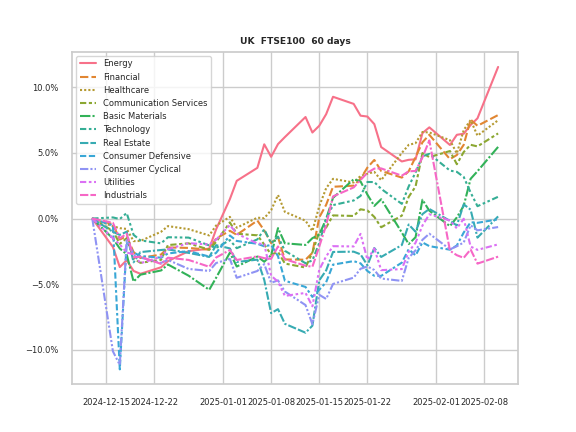 UK  FTSE100  60 days
Energy
Financial
Healthcare
Communication Services
Basic Materials
Technology
Real Estate
Consumer Defensive
Consumer Cyclical
Utilities
Industrials
10.0%
5.0%
0.0%
−5.0%
−10.0%
2024-12-15 2024-12-22 2025-01-01 2025-01-08 2025-01-15 2025-01-22 2025-02-01 2025-02-08